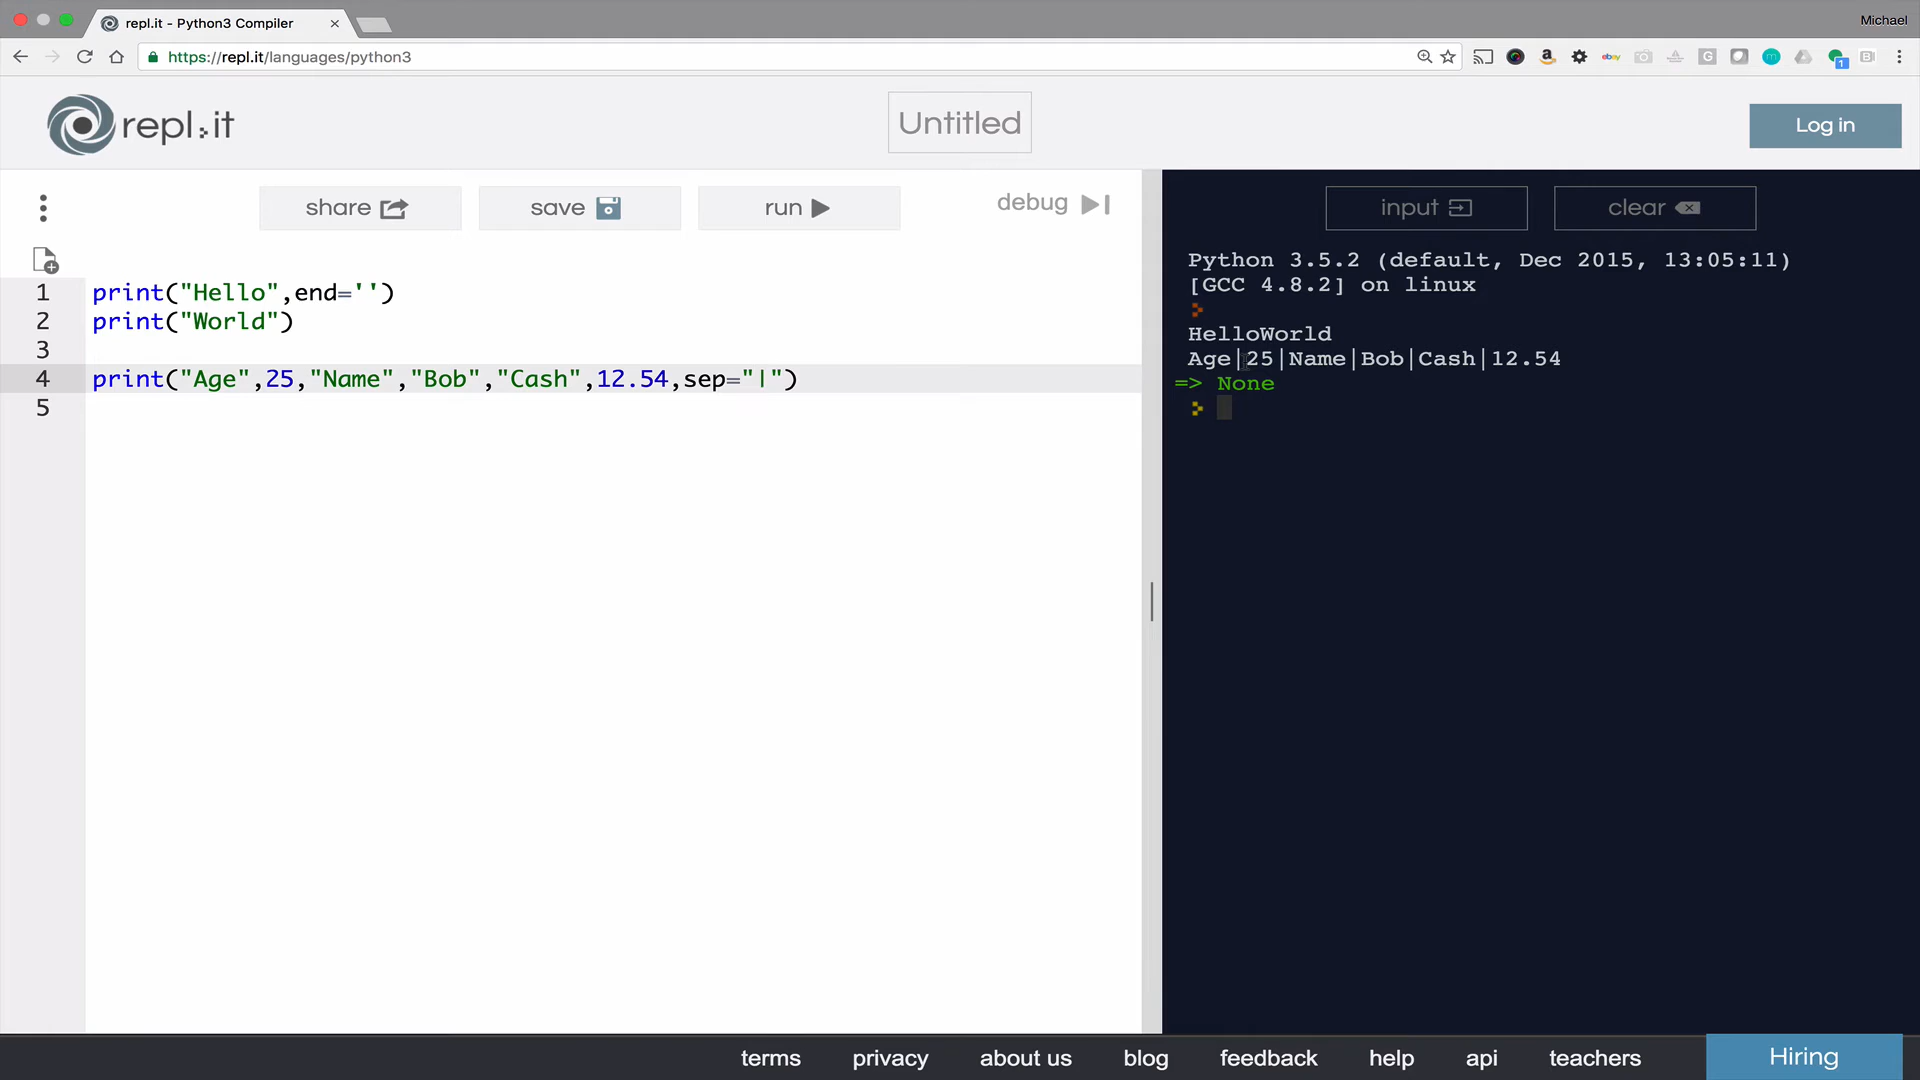 repl.it - Python3 Compiler
Michael
https://repl.it/languages/python3
ebay
G
m
1
repl.it
Untitled
Log in
share
save
run
debug
input
clear
1 print("Hello",end='')
2 print("World")
3
4 print("Age",25,"Name","Bob","Cash",12.54,sep="|")
5
Python 3.5.2 (default, Dec 2015, 13:05:11)
[GCC 4.8.2] on linux
HelloWorld
Age|25|Name|Bob|Cash|12.54
=> None
terms privacy about us blog feedback help api teachers Hiring